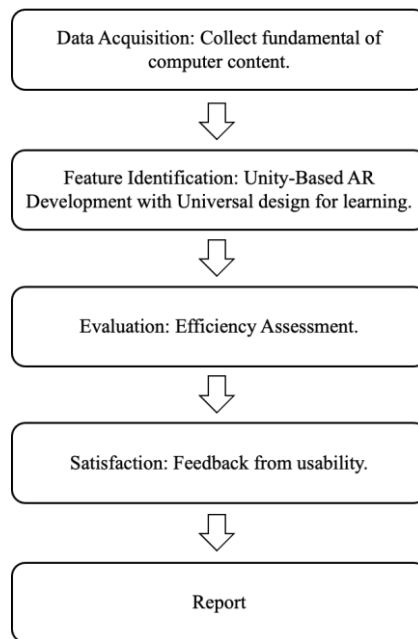 Data Acquisition: Collect fundamental of
computer content.
Feature Identification: Unity-Based AR
Development with Universal design for learning.
Evaluation: Efficiency Assessment.
Satisfaction: Feedback from usability.
Report